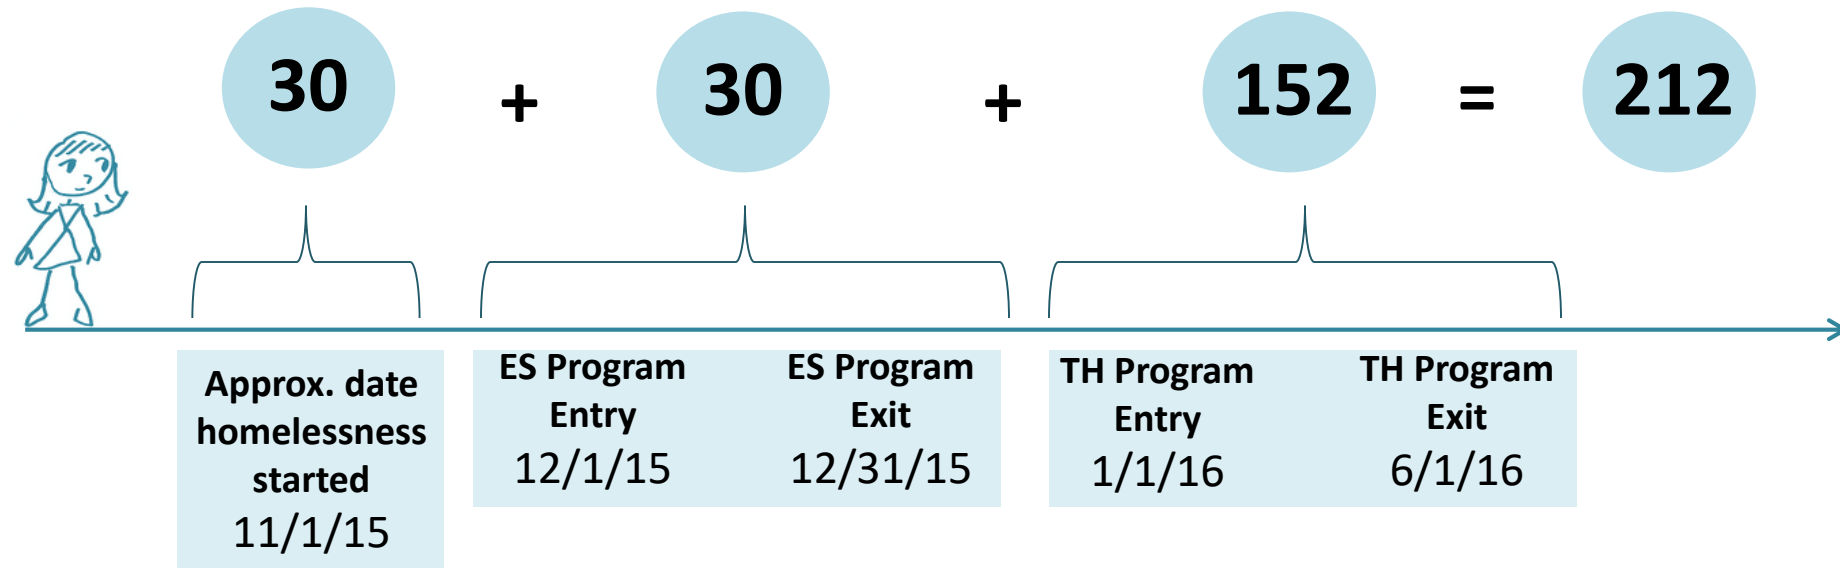 30 + 30 + 152 = 212
Approx. date
homelessness
started
11/1/15
ES Program
Entry
12/1/15
ES Program
Exit
12/31/15
TH Program
Entry
1/1/16
TH Program
Exit
6/1/16